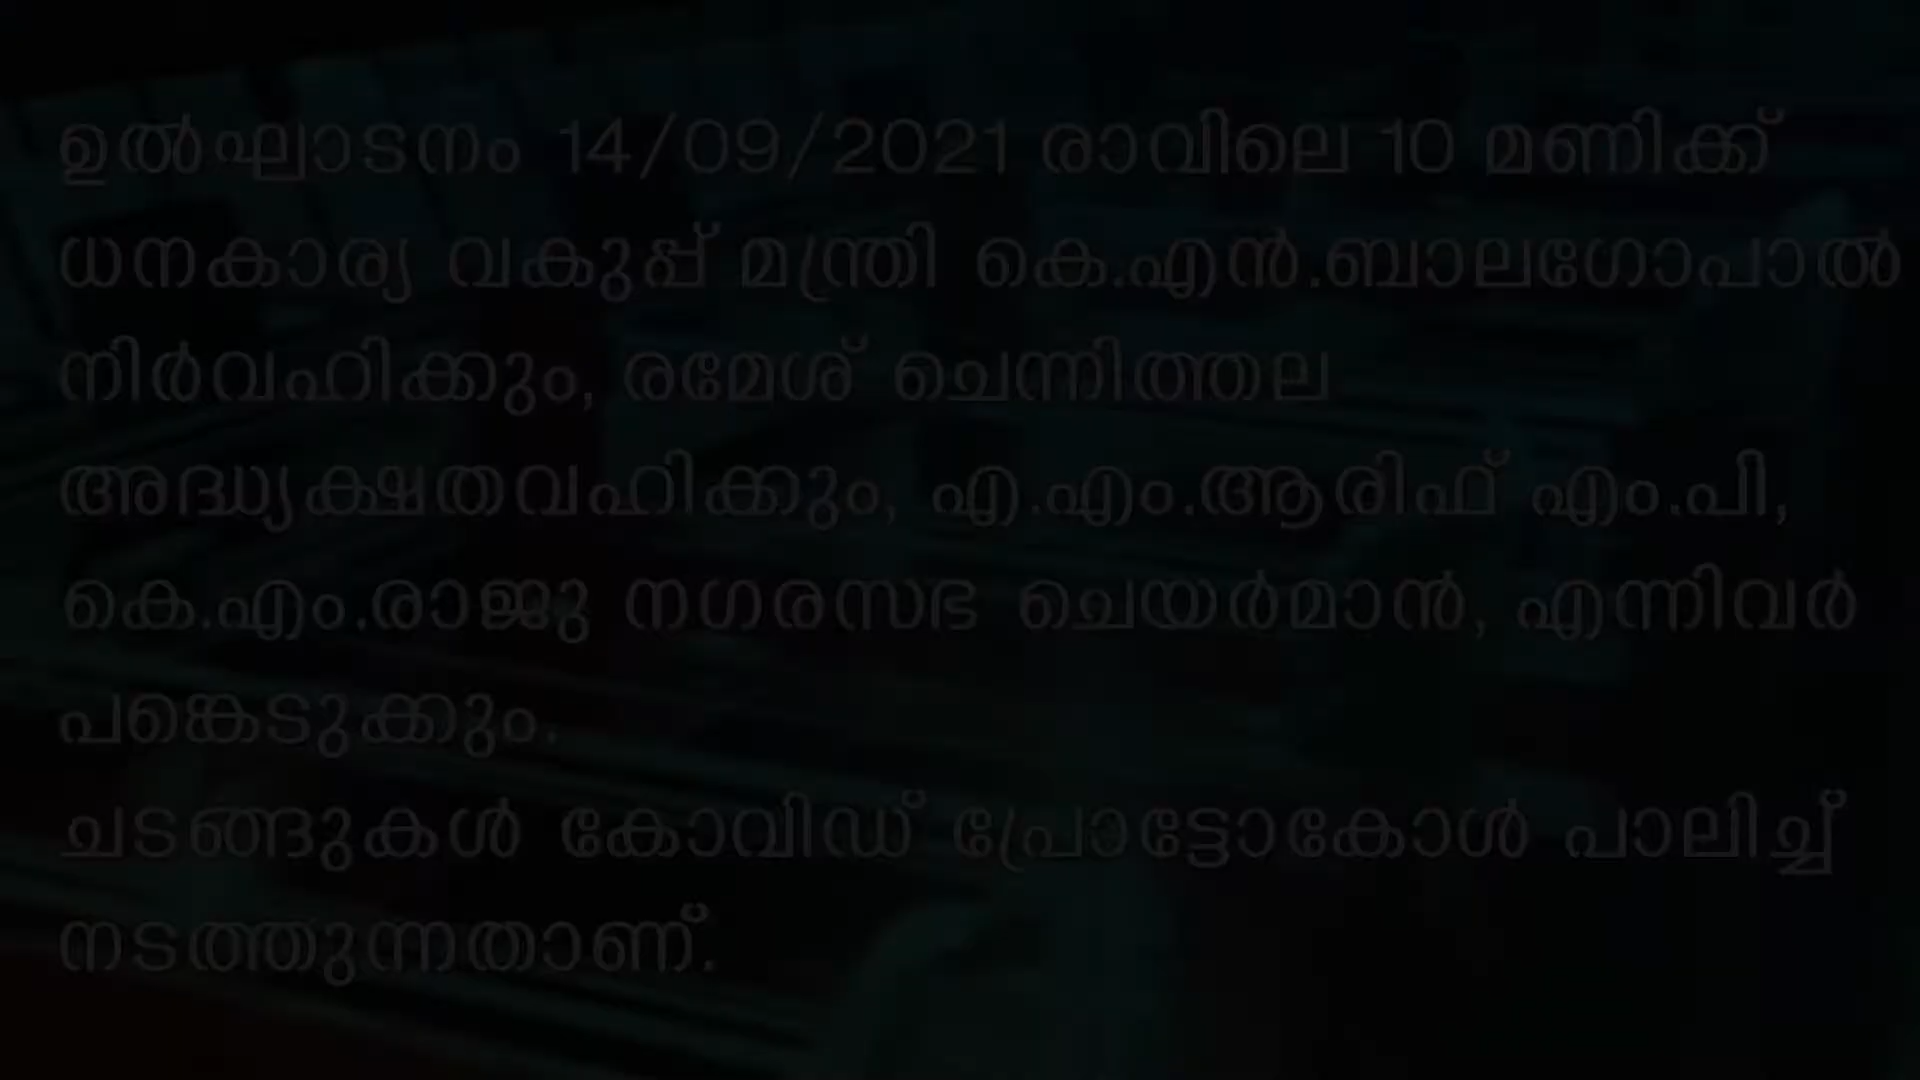 ഉൽഘാടനം 14/09/2021 രാവിലെ 10 മണിക്ക്
ധനകാര്യ വകുപ്പ് മന്ത്രി കെ.എൻ.ബാലഗോപാൽ
നിർവഹിക്കും, രമേശ് ചെന്നിത്തല
അദ്ധ്യക്ഷതവഹിക്കും, എ.എം.ആരിഫ് എം.പി,
കെ.എം.രാജു നഗരസഭ ചെയർമാൻ, എന്നിവർ
പങ്കെടുക്കും.
ചടങ്ങുകൾ കോവിഡ് പ്രോട്ടോകോൾ പാലിച്ച്
നടത്തുന്നതാണ്.